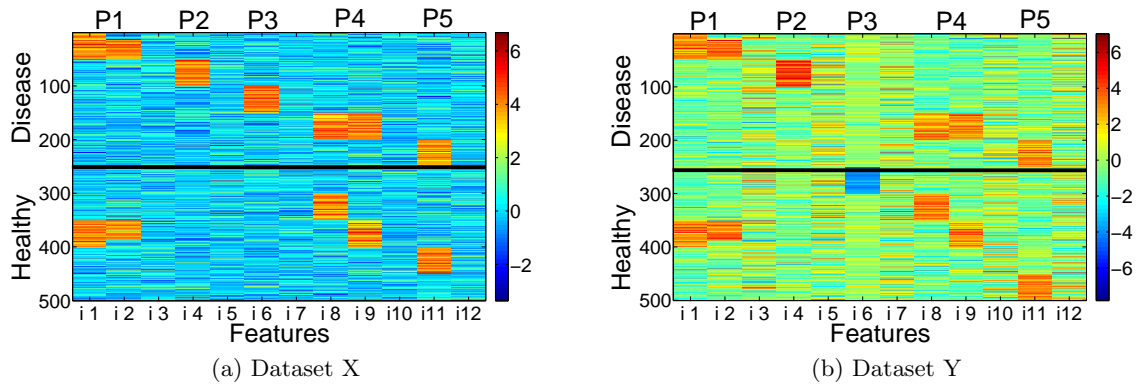 P1 P2 P3 P4 P5
Disease
Healthy
100
200
300
400
500
i 1 i 2 i 3 i 4 i 5 i 6 i 7 i 8 i 9 i10 i11 i12
Features
6
4
2
0
−2
(a) Dataset X
P1 P2 P3 P4 P5
Disease
Healthy
100
200
300
400
500
i 1 i 2 i 3 i 4 i 5 i 6 i 7 i 8 i 9 i10 i11 i12
Features
6
4
2
0
−2
−4
−6
(b) Dataset Y